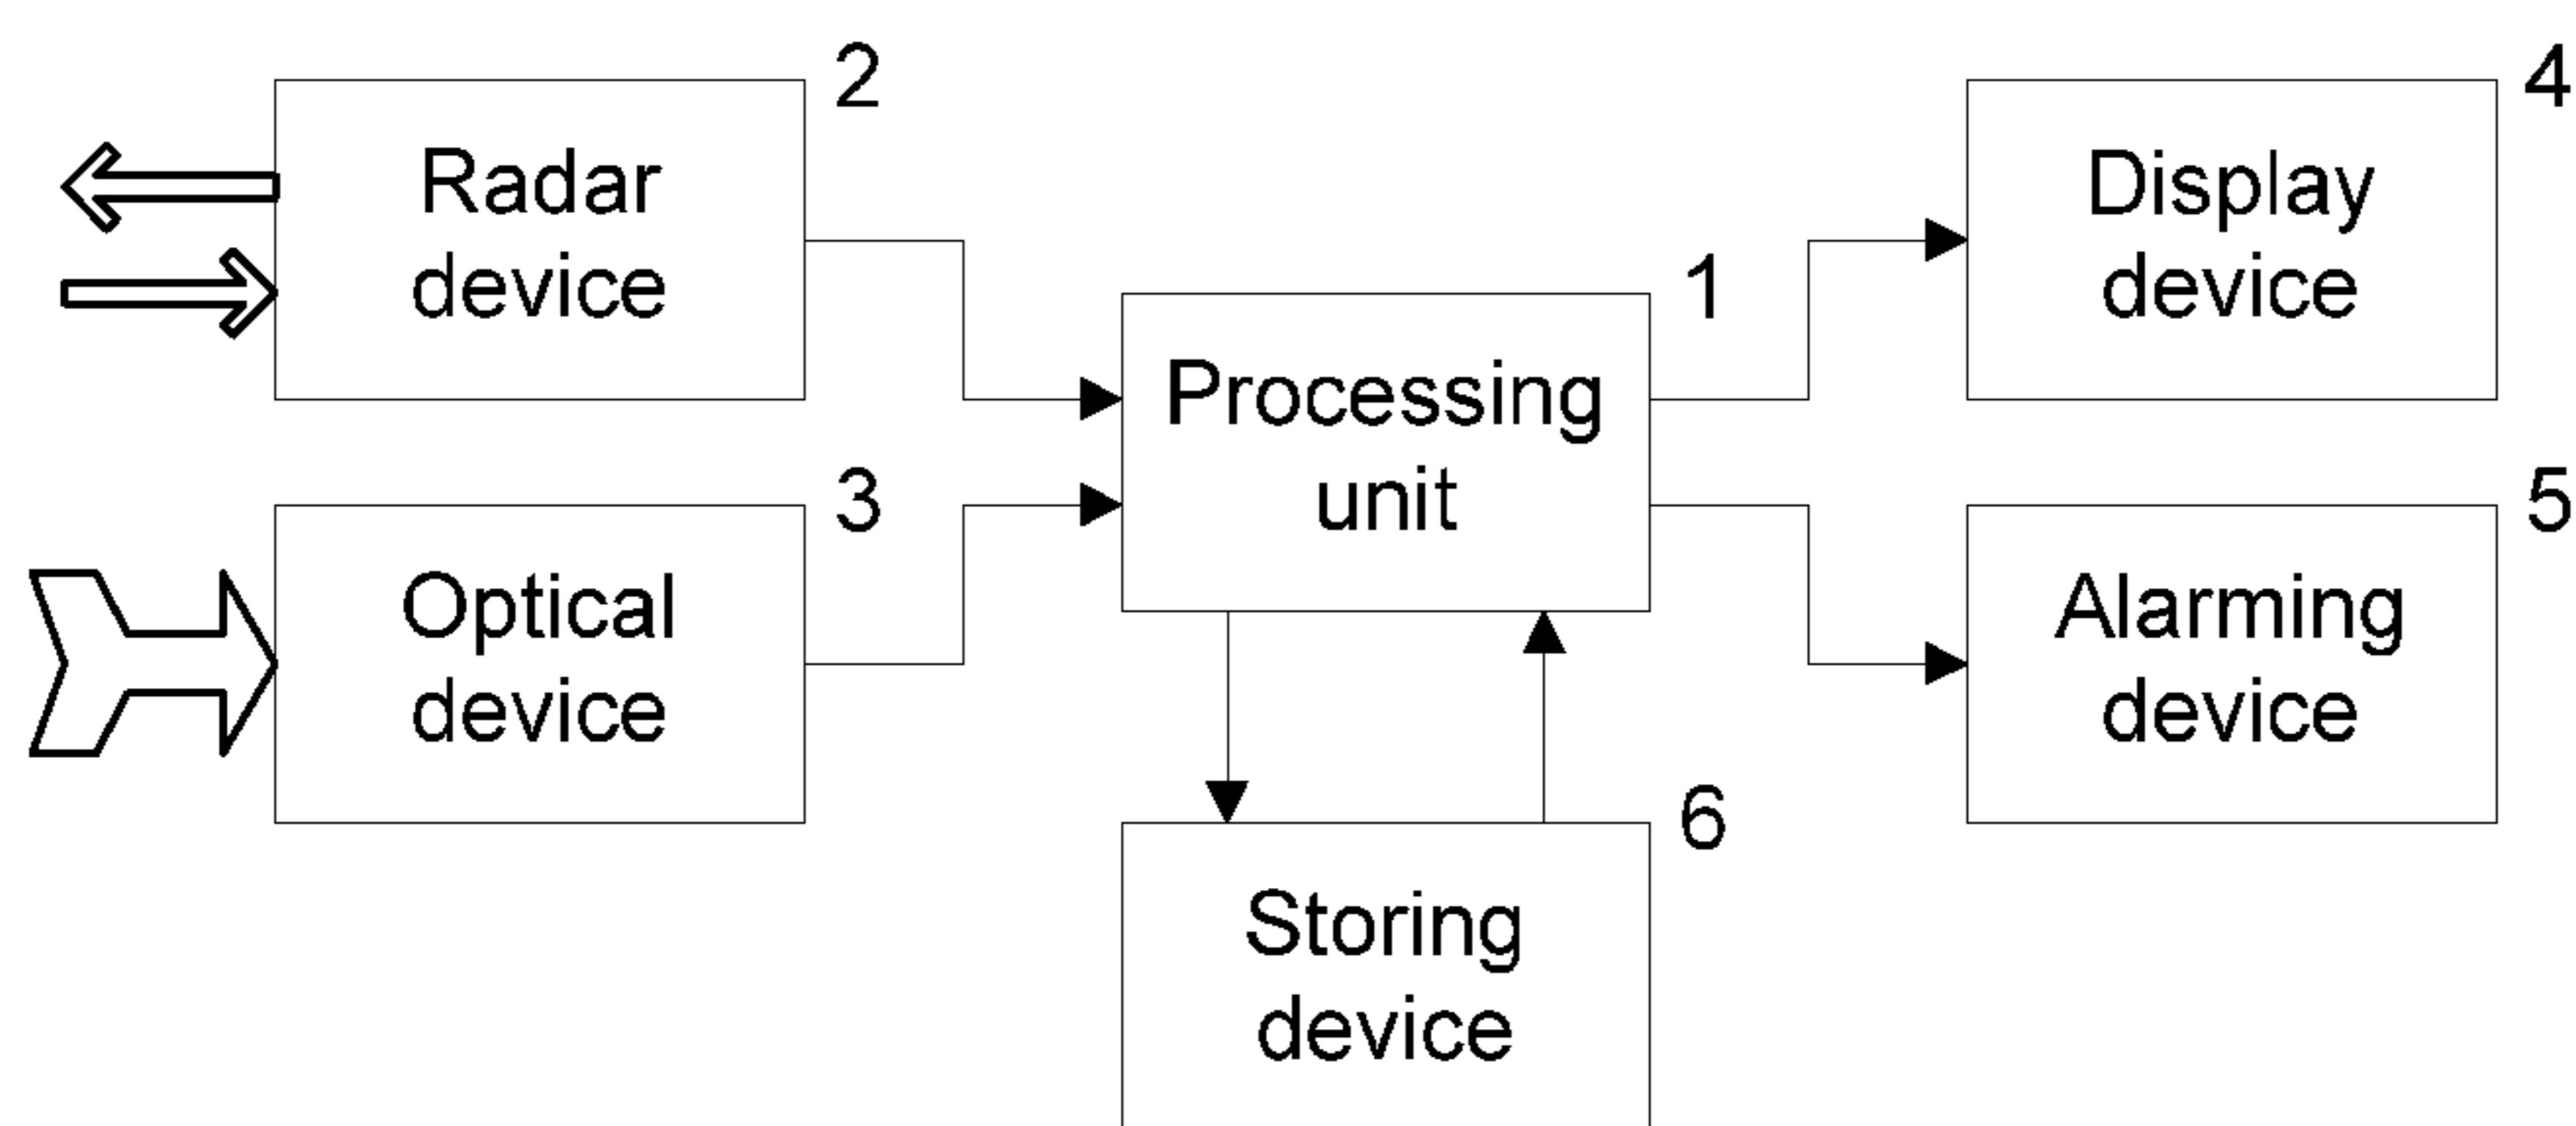 2
Radar
device
4
Display
device
1
Processing
unit
3
Optical
device
5
Alarming
device
6
Storing
device